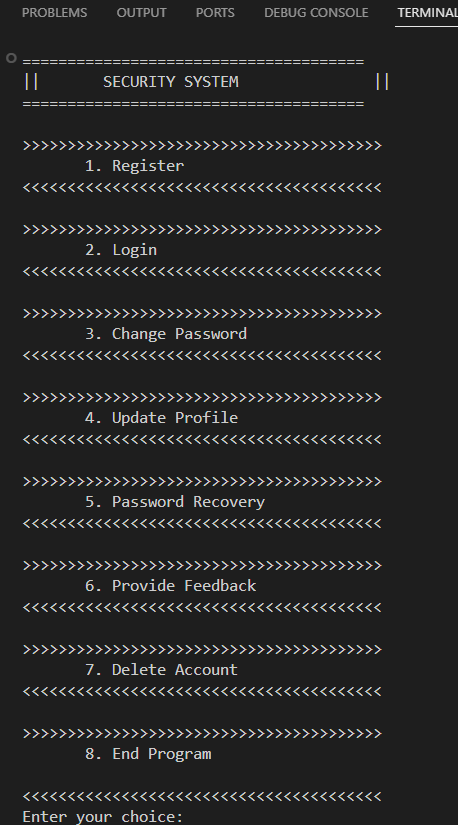 PROBLEMS OUTPUT PORTS DEBUG CONSOLE TERMINAL
======================================
|| SECURITY SYSTEM ||
======================================
>>>>>>>>>>>>>>>>>>>>>>>>>>>>>>>>>>>>>>>>
1. Register
<<<<<<<<<<<<<<<<<<<<<<<<<<<<<<<<<<<<<<<<
>>>>>>>>>>>>>>>>>>>>>>>>>>>>>>>>>>>>>>>>
2. Login
<<<<<<<<<<<<<<<<<<<<<<<<<<<<<<<<<<<<<<<<
>>>>>>>>>>>>>>>>>>>>>>>>>>>>>>>>>>>>>>>>
3. Change Password
<<<<<<<<<<<<<<<<<<<<<<<<<<<<<<<<<<<<<<<<
>>>>>>>>>>>>>>>>>>>>>>>>>>>>>>>>>>>>>>>>
4. Update Profile
<<<<<<<<<<<<<<<<<<<<<<<<<<<<<<<<<<<<<<<<
>>>>>>>>>>>>>>>>>>>>>>>>>>>>>>>>>>>>>>>>
5. Password Recovery
<<<<<<<<<<<<<<<<<<<<<<<<<<<<<<<<<<<<<<<<
>>>>>>>>>>>>>>>>>>>>>>>>>>>>>>>>>>>>>>>>
6. Provide Feedback
<<<<<<<<<<<<<<<<<<<<<<<<<<<<<<<<<<<<<<<<
>>>>>>>>>>>>>>>>>>>>>>>>>>>>>>>>>>>>>>>>
7. Delete Account
<<<<<<<<<<<<<<<<<<<<<<<<<<<<<<<<<<<<<<<<
>>>>>>>>>>>>>>>>>>>>>>>>>>>>>>>>>>>>>>>>
8. End Program
<<<<<<<<<<<<<<<<<<<<<<<<<<<<<<<<<<<<<<<<
Enter your choice: